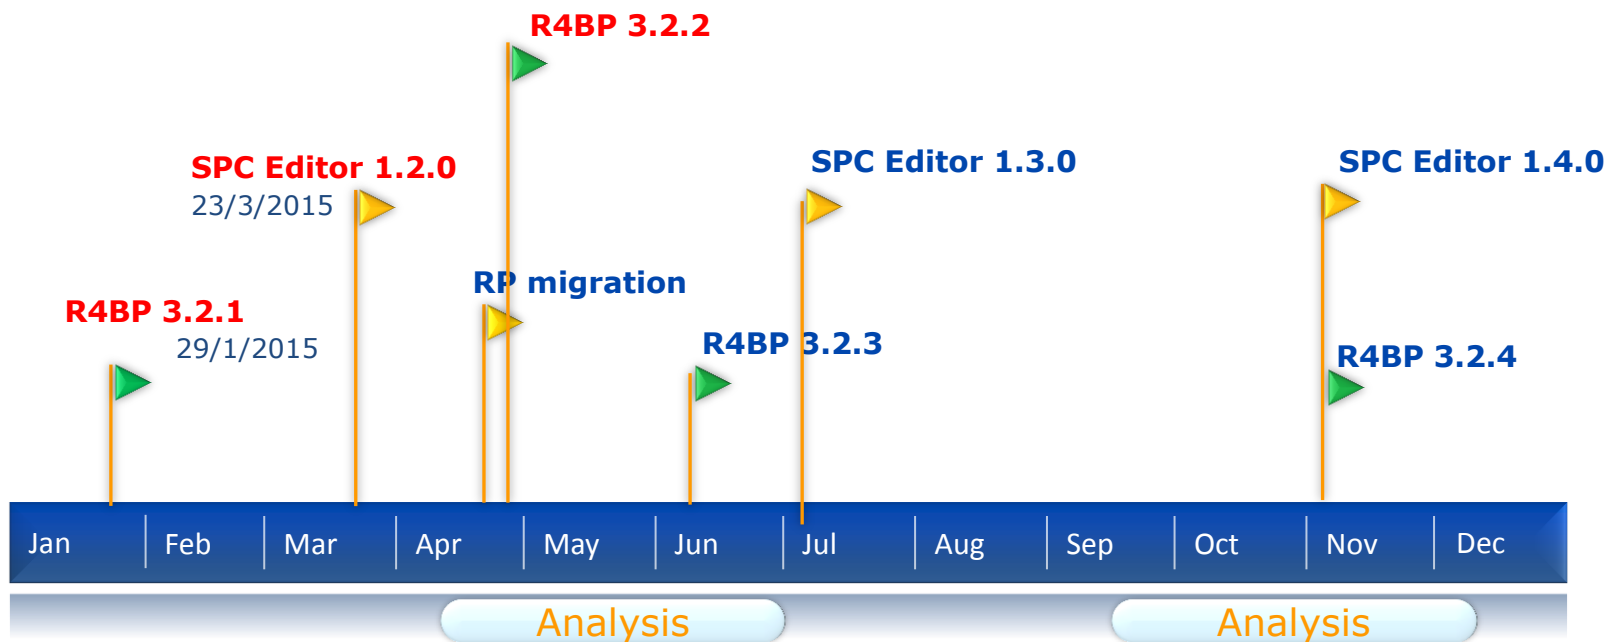 R4BP 3.2.2
SPC Editor 1.2.0
23/3/2015
SPC Editor 1.3.0
SPC Editor 1.4.0
RP migration
R4BP 3.2.1
29/1/2015
R4BP 3.2.3
R4BP 3.2.4
Jan Feb Mar Apr May Jun Jul Aug Sep Oct Nov Dec
Analysis Analysis